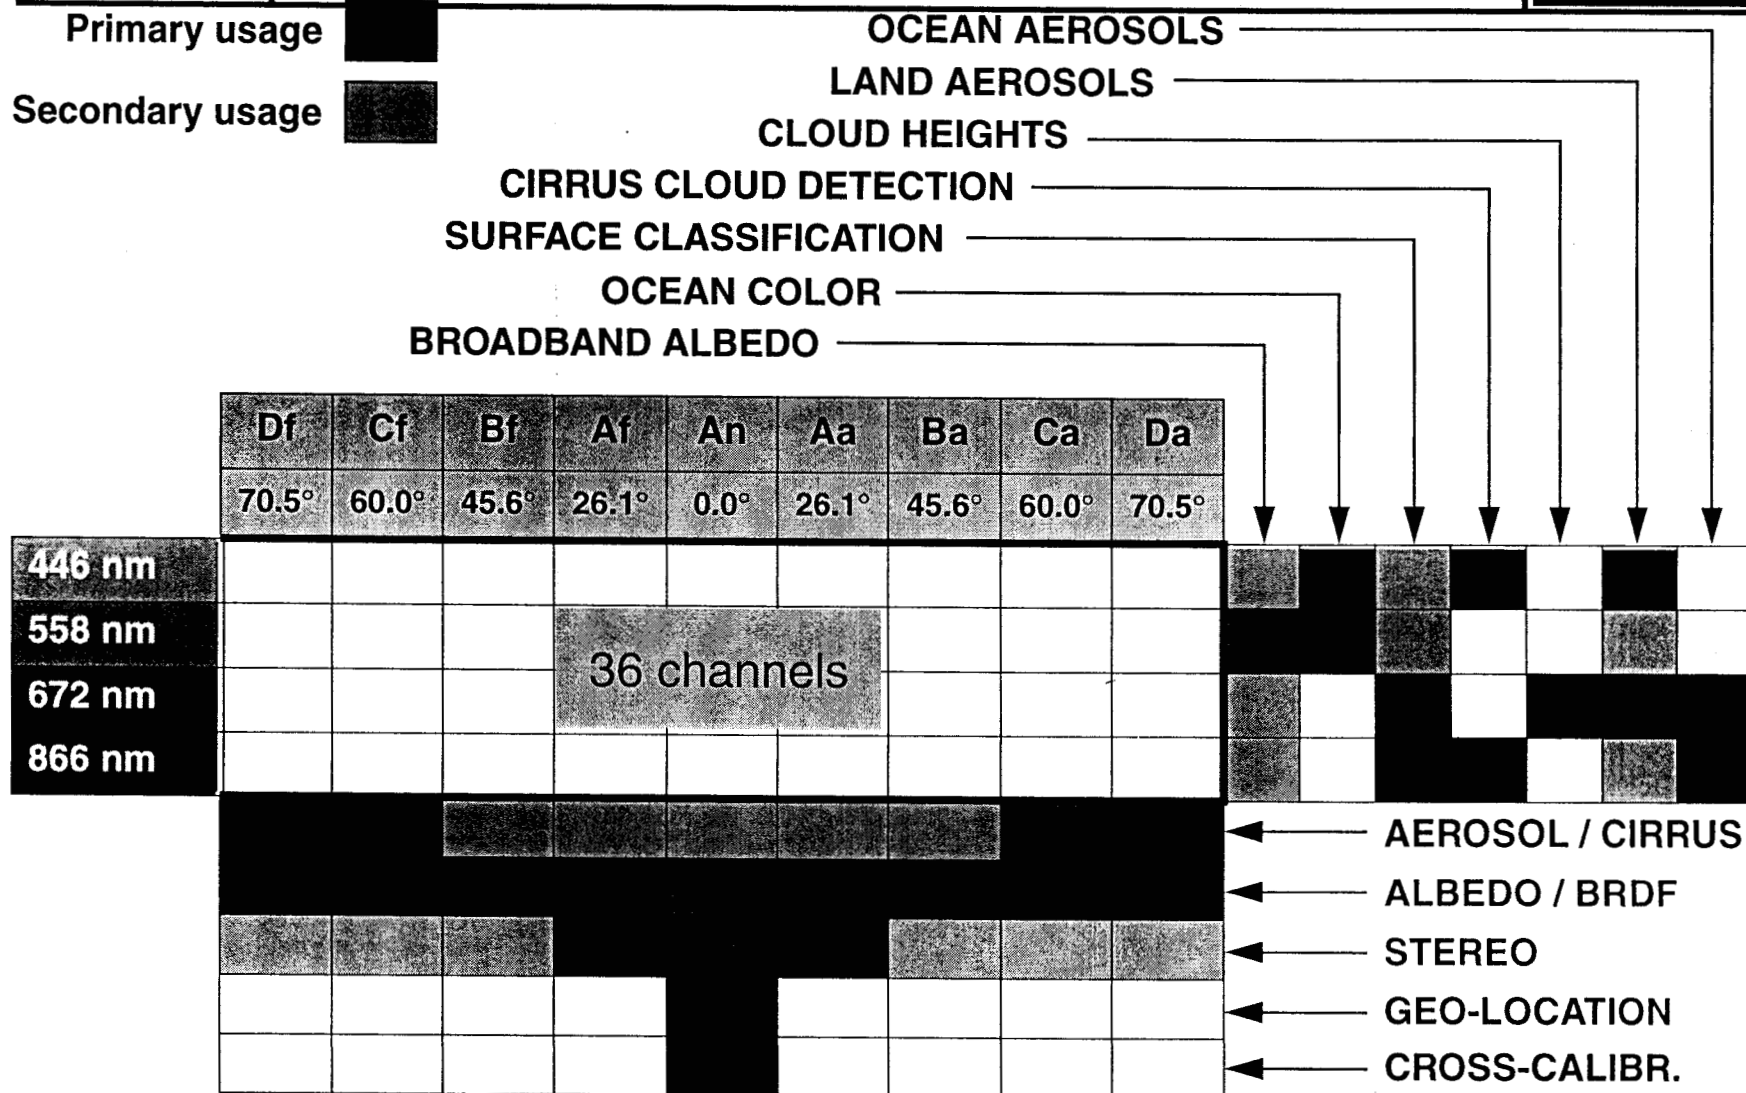 Primary usage
Secondary usage
OCEAN AEROSOLS
LAND AEROSOLS
CLOUD HEIGHTS
CIRRUS CLOUD DETECTION
SURFACE CLASSIFICATION
OCEAN COLOR
BROADBAND ALBEDO
Df Cf Bf Af An Aa Ba Ca Da
70.5° 60.0° 45.6° 26.1° 0.0° 26.1° 45.6° 60.0° 70.5°
446 nm
558 nm
36 channels
672 nm
866 nm
AEROSOL / CIRRUS
ALBEDO / BRDF
STEREO
GEO-LOCATION
CROSS-CALIBR.